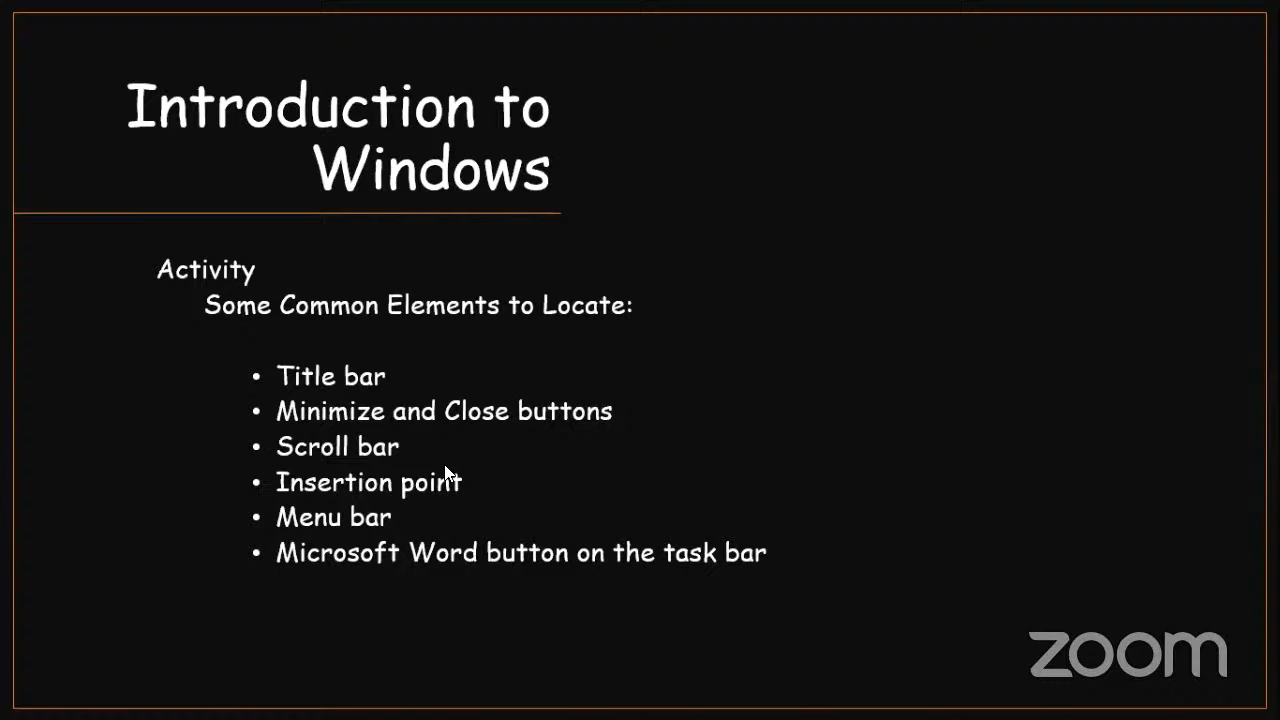 Introduction to
Windows
Activity
Some Common Elements to Locate:
• Title bar
• Minimize and Close buttons
• Scroll bar
• Insertion point
• Menu bar
• Microsoft Word button on the task bar
zoom